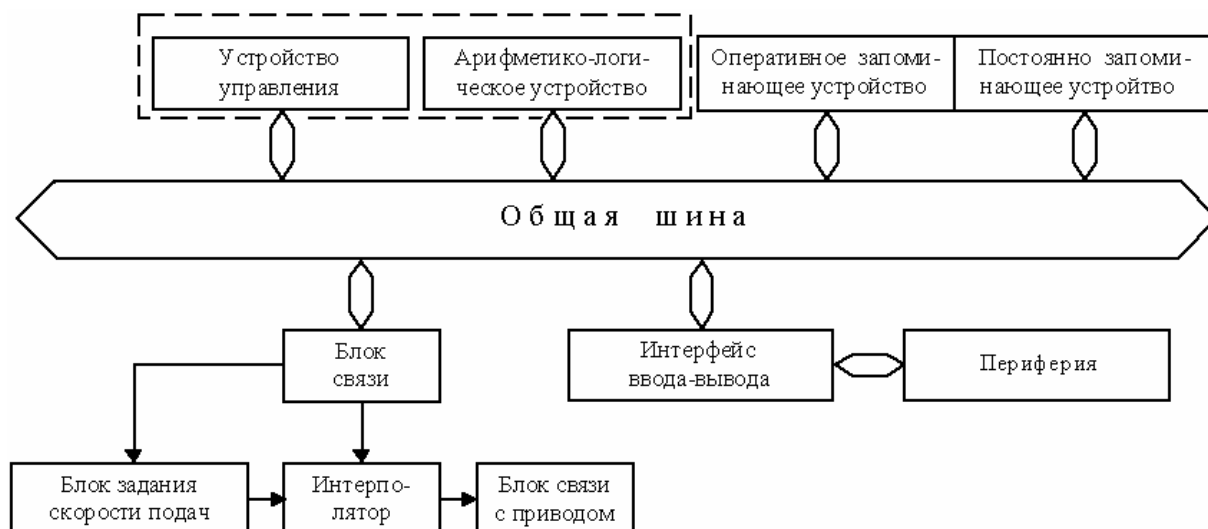 Устройство
управления
Арифметико-логи-
ческое устройство
Оперативное запоми-
нающее устройство
Постоянно запоми-
нающее устройтво
Общая шина
Блок
связи
Интерфейс
ввода-вывода
Периферия
Блок задания
скорости подач
Интерпо-
лятор
Блок связи
с приводом